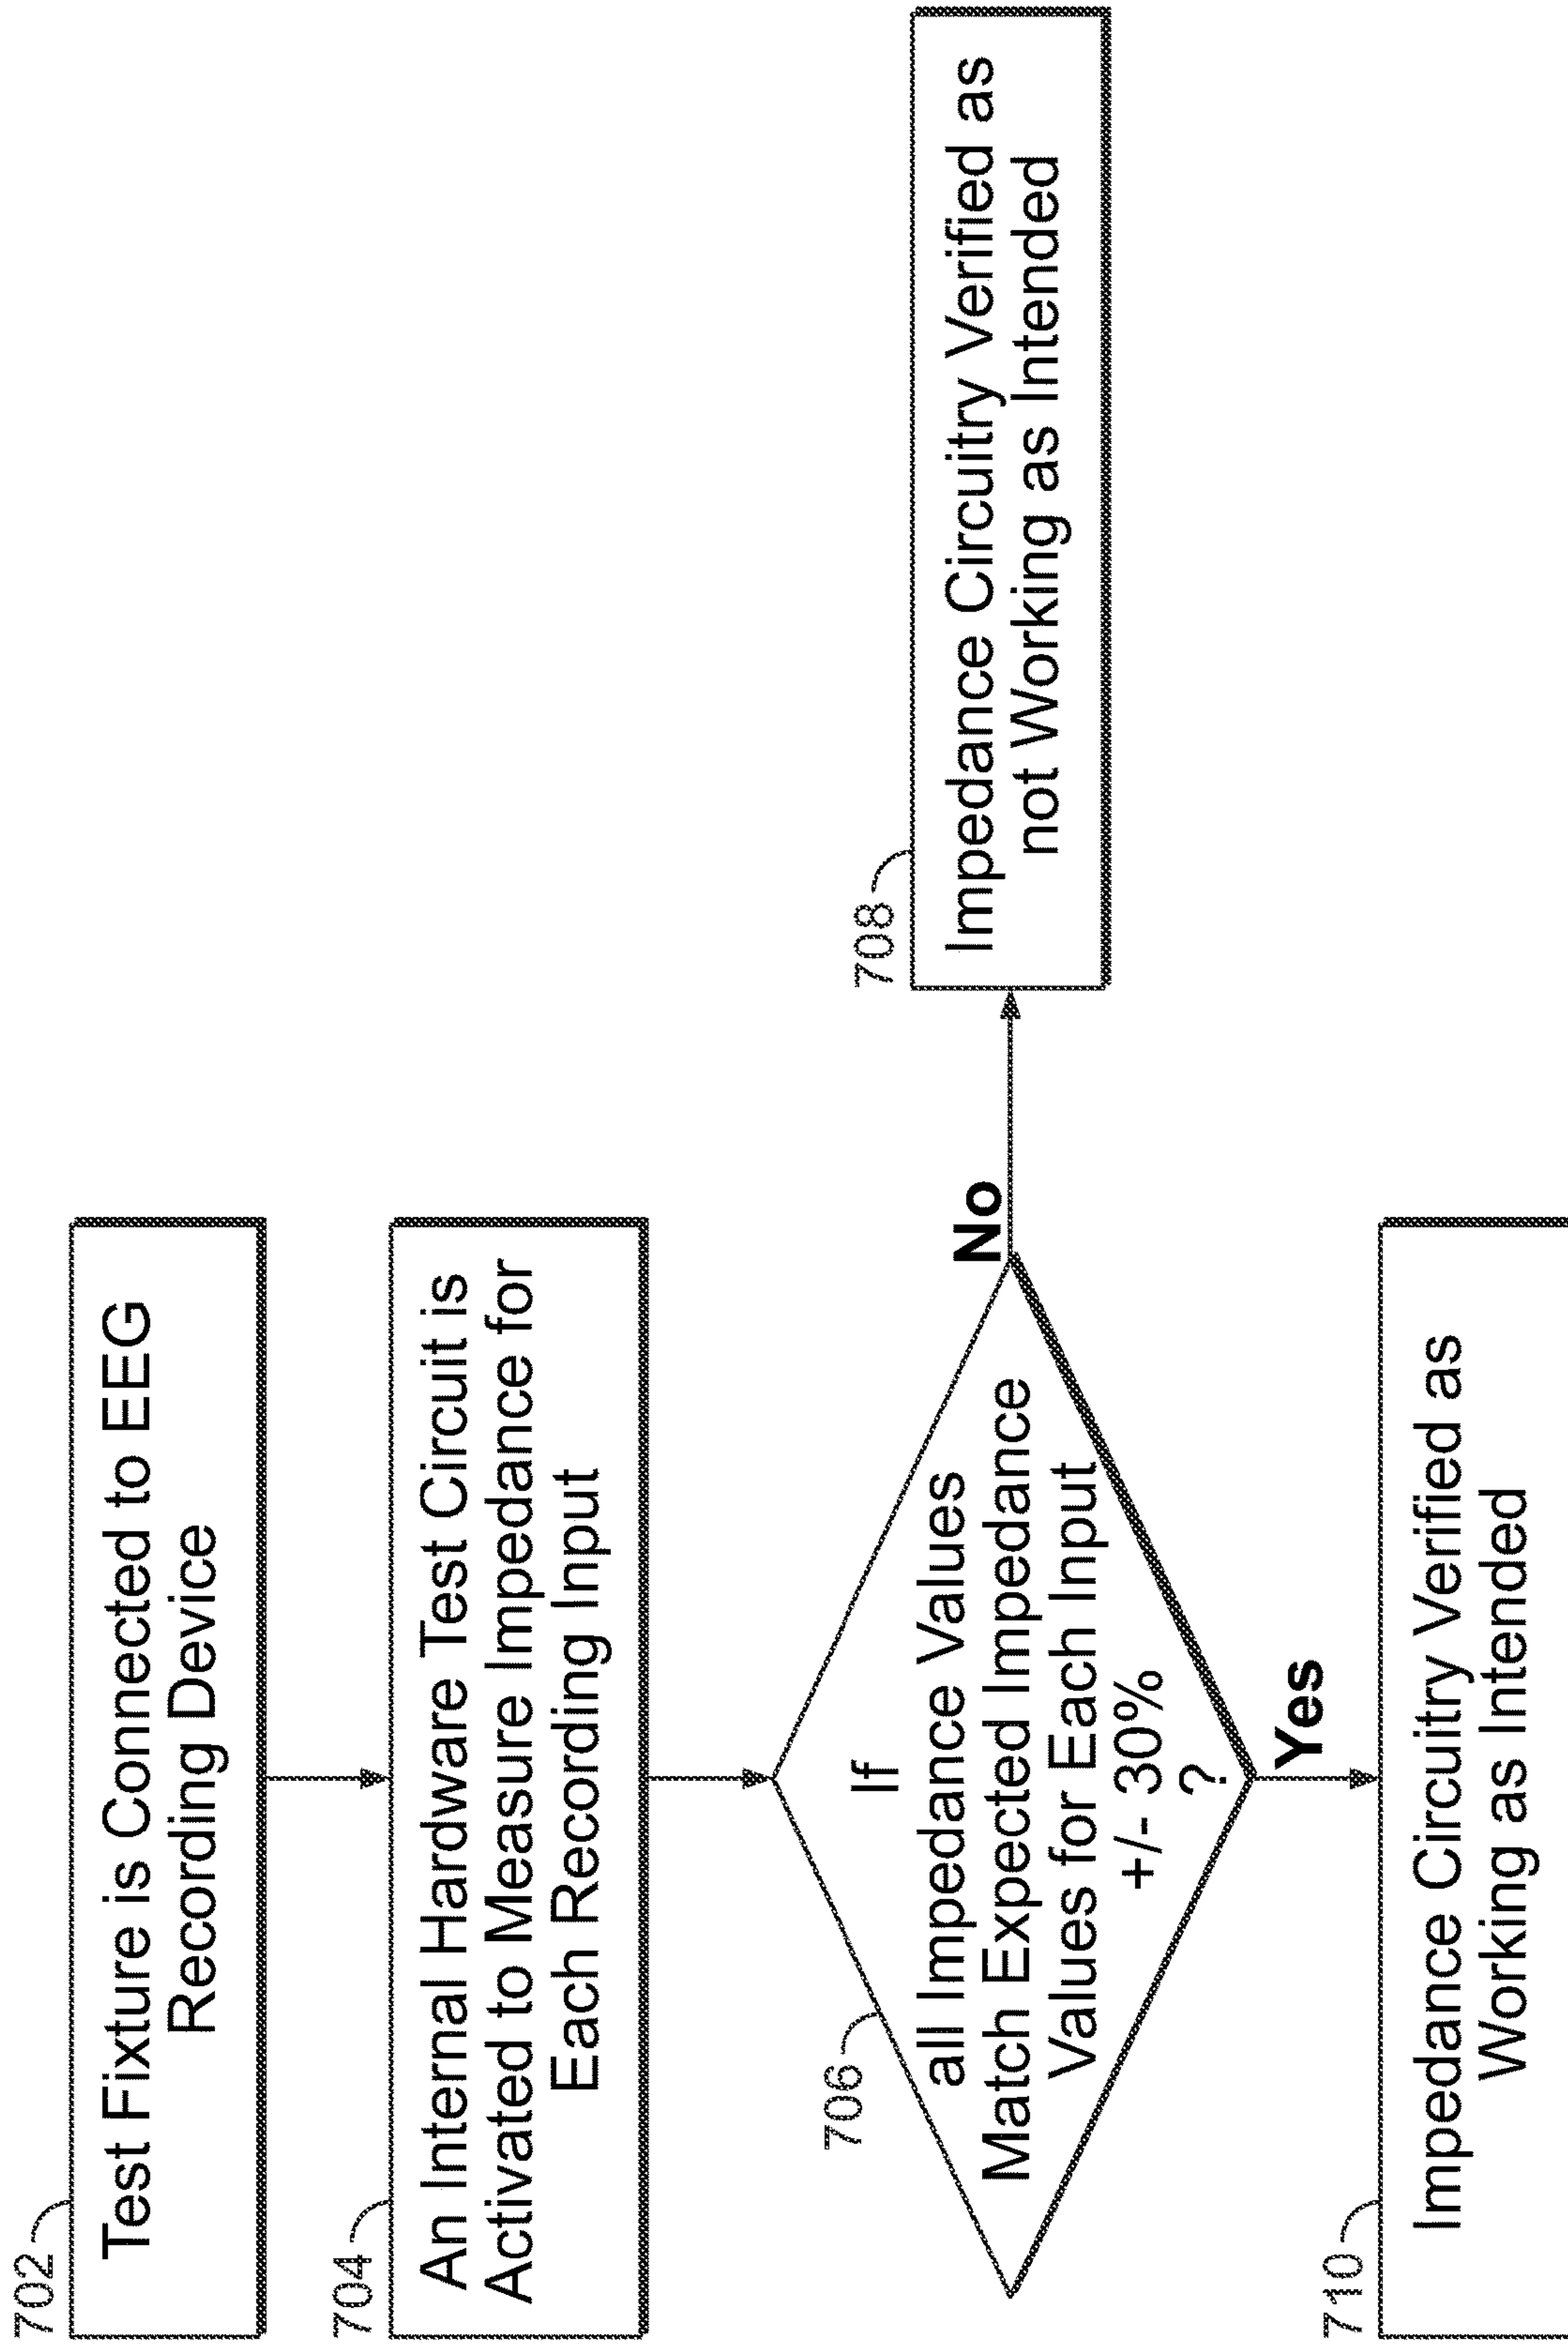 702
Test Fixture is Connected to EEG
Recording Device
704
An Internal Hardware Test Circuit is
Activated to Measure Impedance for
Each Recording Input
706
If
all Impedance Values
Match Expected Impedance
Values for Each Input
+/- 30%
?
No
708
Impedance Circuitry Verified as
not Working as Intended
Yes
710
Impedance Circuitry Verified as
Working as Intended